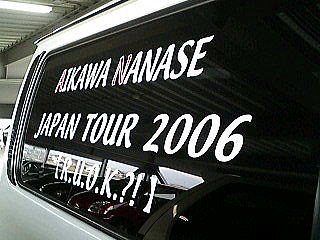 AIKAWA NANASE
JAPAN TOUR 2006
{R.U.O.K.?!}